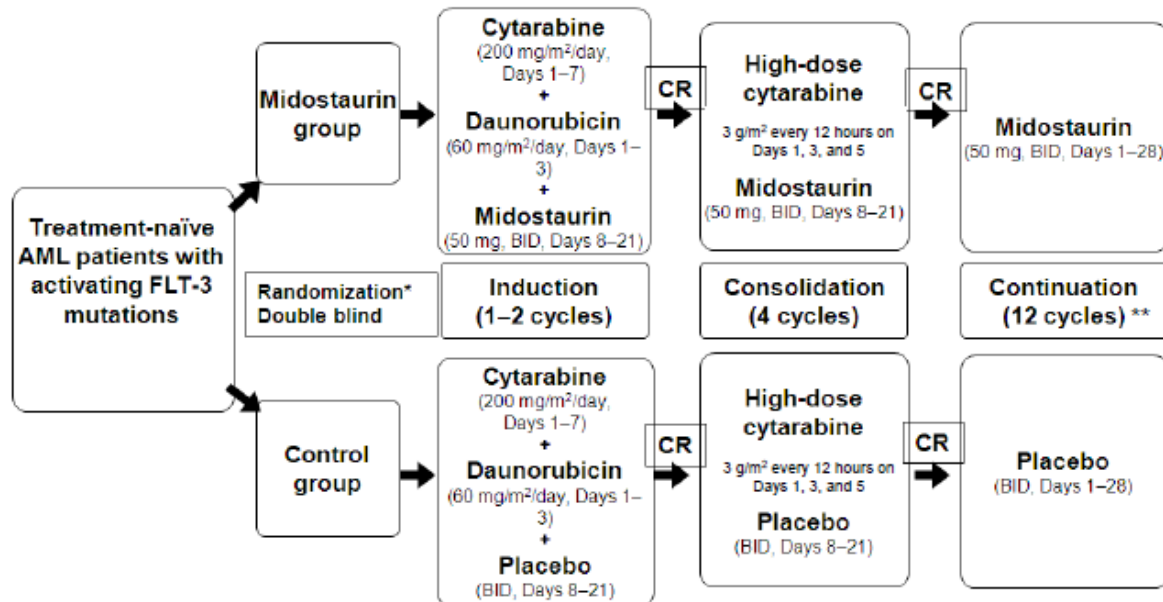 Treatment-naïve
AML patients with
activating FLT-3
mutations
Midostaurin
group
Cytarabine
(200 mg/m²/day,
Days 1–7)
+
Daunorubicin
(60 mg/m²/day, Days 1–
3)
+
Midostaurin
(50 mg, BID, Days 8–21)
CR
High-dose
cytarabine
3 g/m² every 12 hours on
Days 1, 3, and 5
Midostaurin
(50 mg, BID, Days 8–21)
CR
Midostaurin
(50 mg, BID, Days 1–28)
Randomization*
Double blind
Induction
(1–2 cycles)
Consolidation
(4 cycles)
Continuation
(12 cycles) **
Control
group
Cytarabine
(200 mg/m²/day,
Days 1–7)
+
Daunorubicin
(60 mg/m²/day, Days 1–
3)
+
Placebo
(BID, Days 8–21)
CR
High-dose
cytarabine
3 g/m² every 12 hours on
Days 1, 3, and 5
Placebo
(BID, Days 8–21)
CR
Placebo
(BID, Days 1–28)